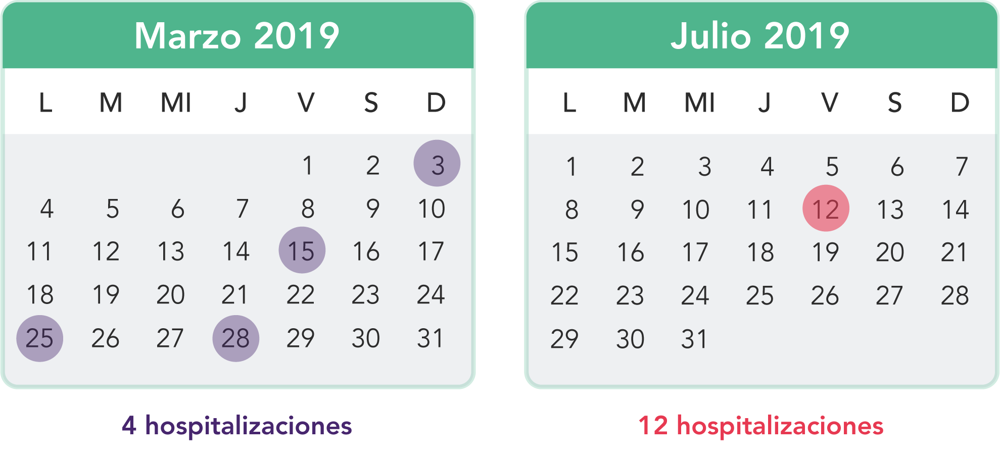 Marzo 2019
L M MI J V S D
1 2 3
4 5 6 7 8 9 10
11 12 13 14 15 16 17
18 19 20 21 22 23 24
25 26 27 28 29 30 31
4 hospitalizaciones
Julio 2019
L M MI J V S D
1 2 3 4 5 6 7
8 9 10 11 12 13 14
15 16 17 18 19 20 21
22 23 24 25 26 27 28
29 30 31
12 hospitalizaciones